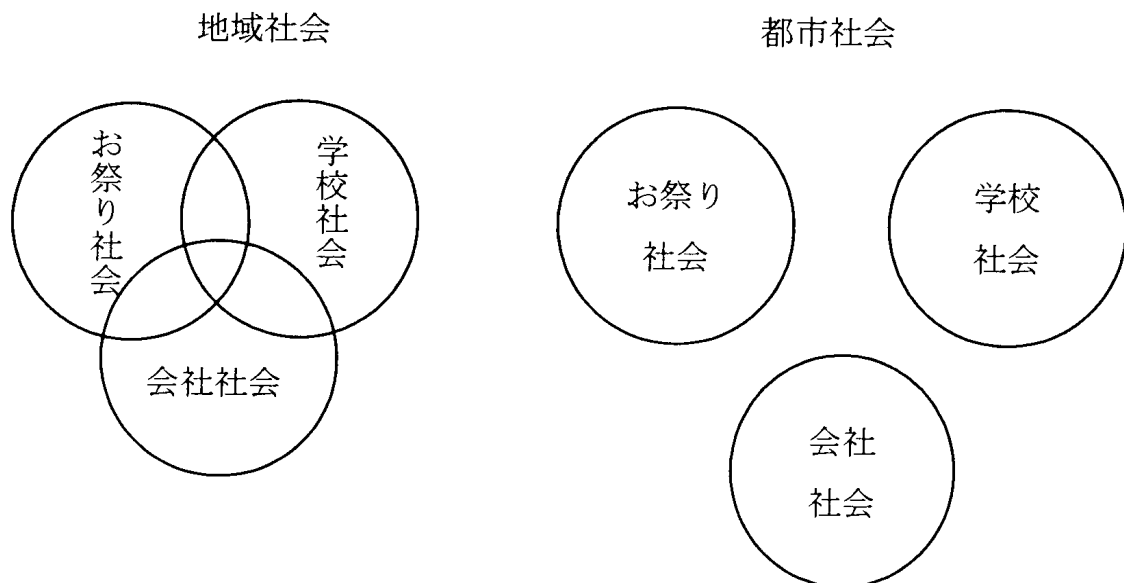 地域社会
お祭り社会
学校社会
会社社会
都市社会
お祭り
社会
学校
社会
会社
社会